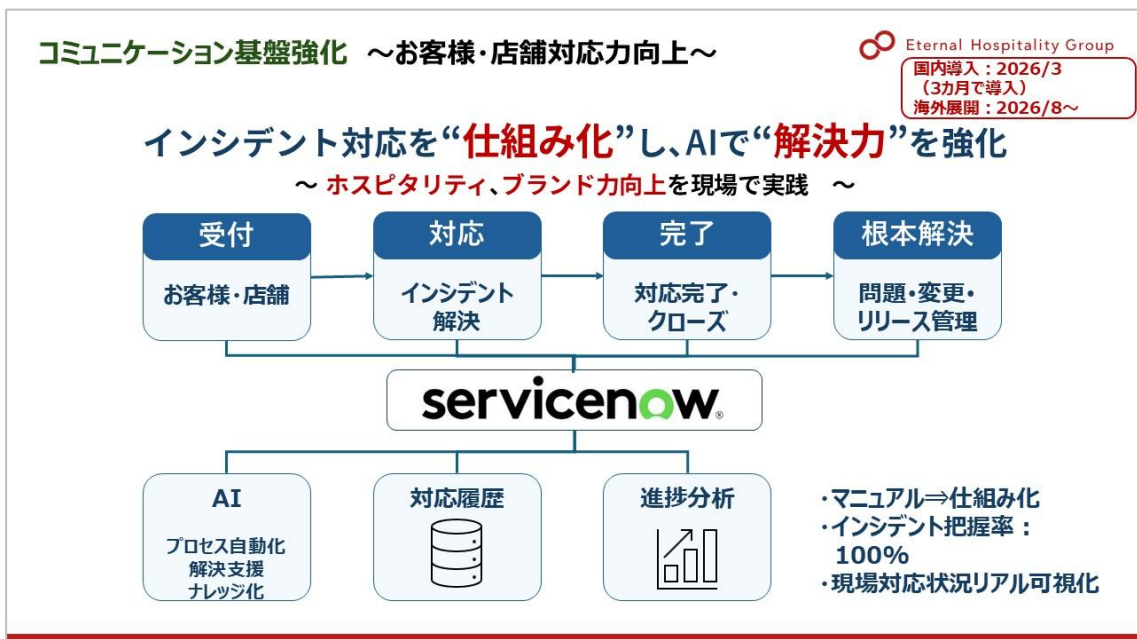 コミュニケーション基盤強化 ～お客様・店舗対応力向上～
Eternal Hospitality Group
国内導入：2026/3
（3カ月で導入）
海外展開：2026/8～
インシデント対応を“仕組み化”し、AIで“解決力”を強化
～ ホスピタリティ、ブランド力向上を現場で実践 ～
受付
お客様・店舗
対応
インシデント
解決
完了
対応完了・
クローズ
根本解決
問題・変更・
リリース管理
servicenow®
AI
プロセス自動化
解決支援
ナレッジ化
対応履歴
進捗分析
・マニュアル⇒仕組み化
・インシデント把握率：
100%
・現場対応状況リアル可視化